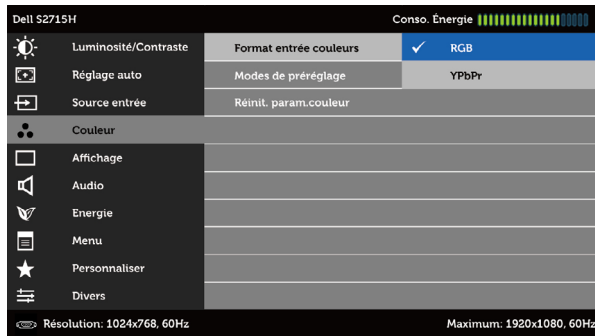 Dell S2715H Conso. Énergie
Luminosité/Contraste Format entrée couleurs RGB
Réglage auto Modes de préréglage YPbPr
Source entrée Réinit. param.couleur
Couleur
Affichage
Audio
Energie
Menu
Personnaliser
Divers
Résolution: 1024x768, 60Hz Maximum: 1920x1080, 60Hz